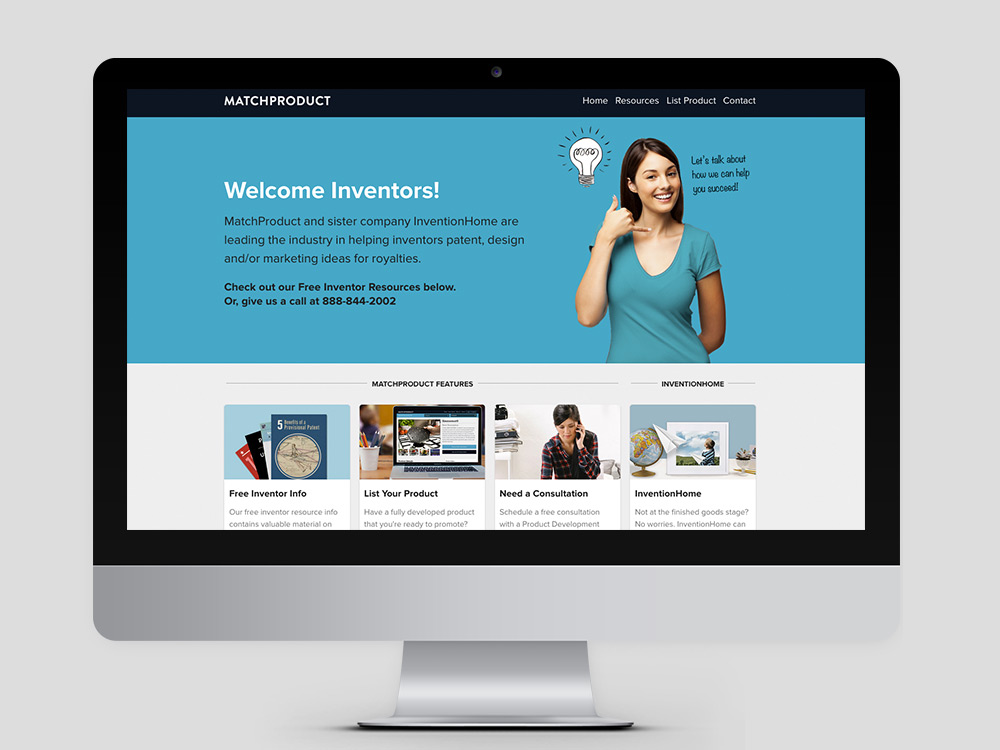 MATCHPRODUCT
Home Resources List Product Contact
Let's talk about
how we can help
you succeed!
Welcome Inventors!
MatchProduct and sister company InventionHome are
leading the industry in helping inventors patent, design
and/or marketing ideas for royalties.
Check out our Free Inventor Resources below.
Or, give us a call at 888-844-2002
MATCHPRODUCT FEATURES
INVENTIONHOME
5 Benefits of a
Provisional Patent
Free Inventor Info
Our free inventor resource info
contains valuable material on
List Your Product
Have a fully developed product
that you're ready to promote?
Need a Consultation
Schedule a free consultation
with a Product Development
InventionHome
Not at the finished goods stage?
No worries. InventionHome can